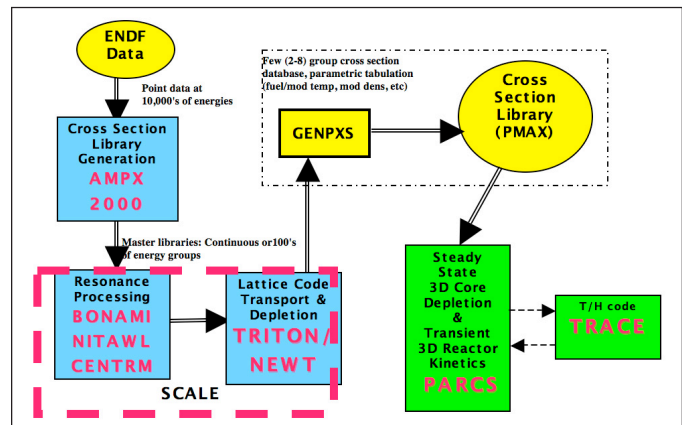 ENDF
Data
Point data at
10,000's of energies
Cross Section
Library
Generation
AMPX
2000
Master libraries: Continuous or100's
of energy groups
Resonance
Processing
BONAMI
NITAWL
CENTRM
Lattice Code
Transport &
Depletion
TRITON/
NEWT
SCALE
Few (2-8) group cross section
database, parametric tabulation
(fuel/mod temp, mod dens, etc)
GENPXS
Cross
Section
Library
(PMAX)
Steady
State
3D Core
Depletion
&
Transient
3D Reactor
Kinetics
PARCS
T/H code
TRACE